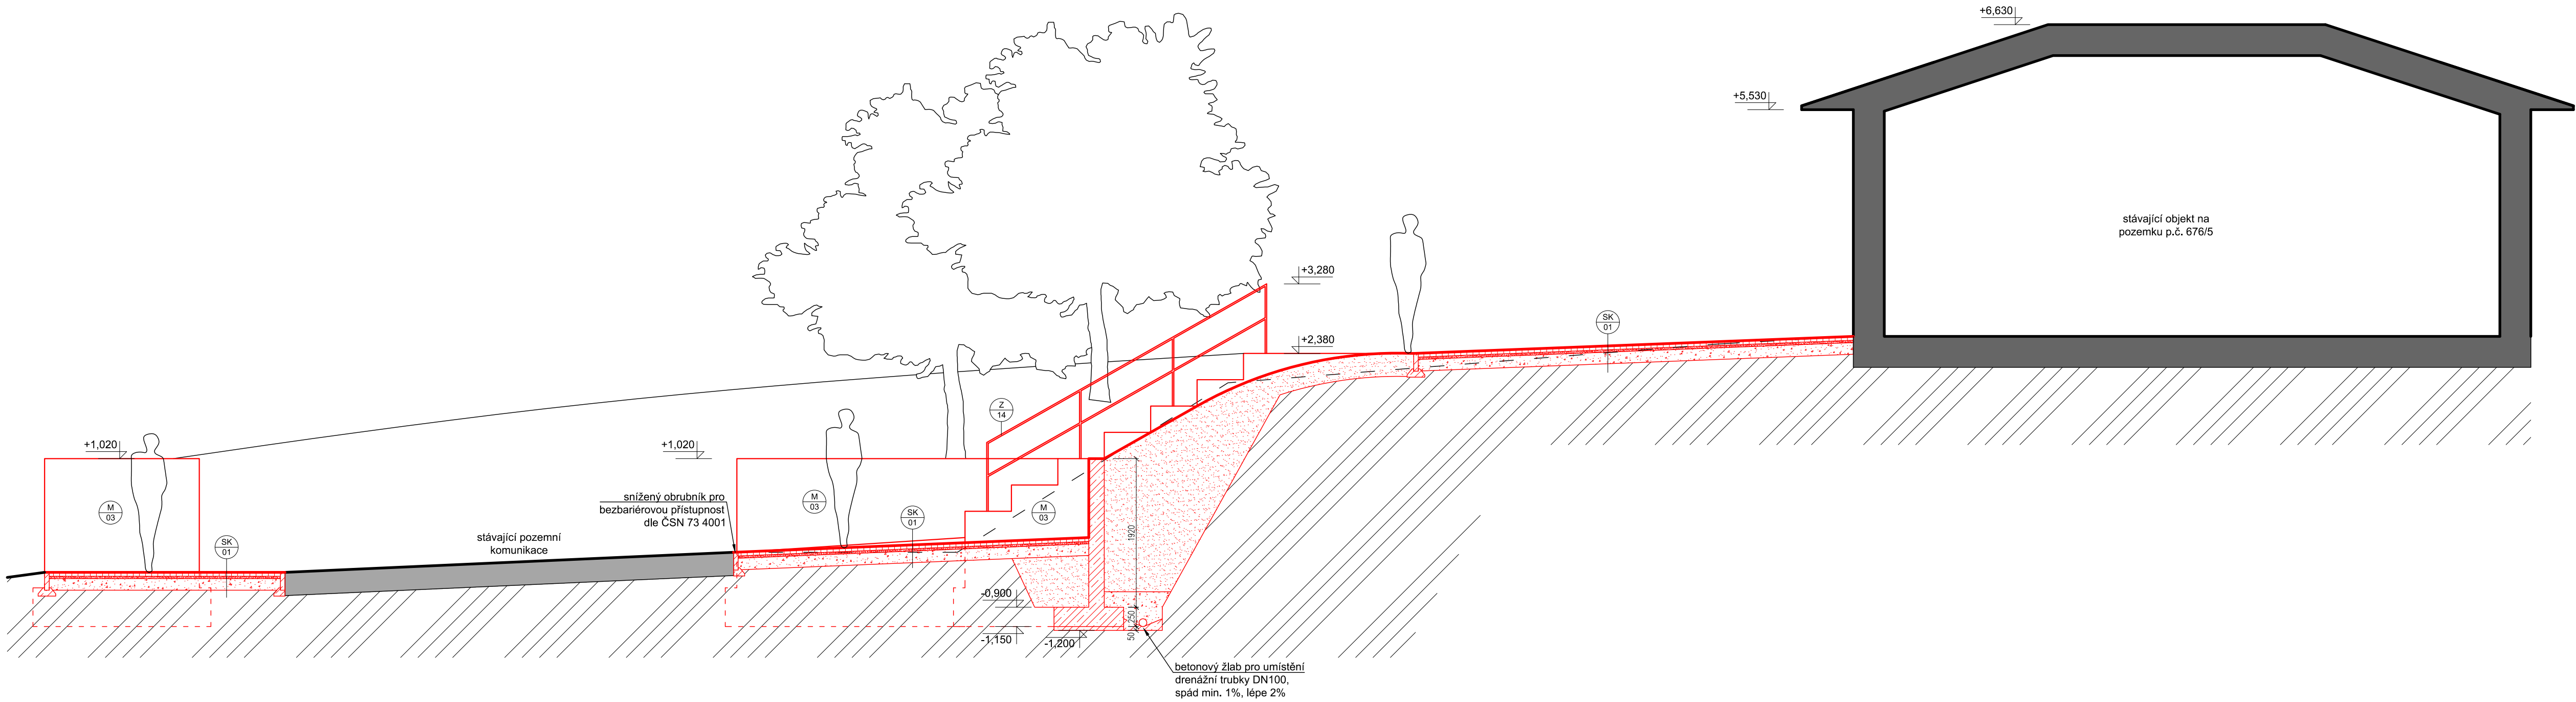 +6,630
+5,530
stávající objekt na
pozemku p.č. 676/5
+3,280
SK
01
+2,380
Z
14
+1,020
+1,020
M
03
snížený obrubník pro
bezbariérovou přístupnost
dle ČSN 73 4001
M
03
SK
01
M
03
1920
SK
01
stávající pozemní
komunikace
-0,900
250
50
-1,150
-1,200
betonový žlab pro umístění
drenážní trubky DN100,
spád min. 1%, lépe 2%